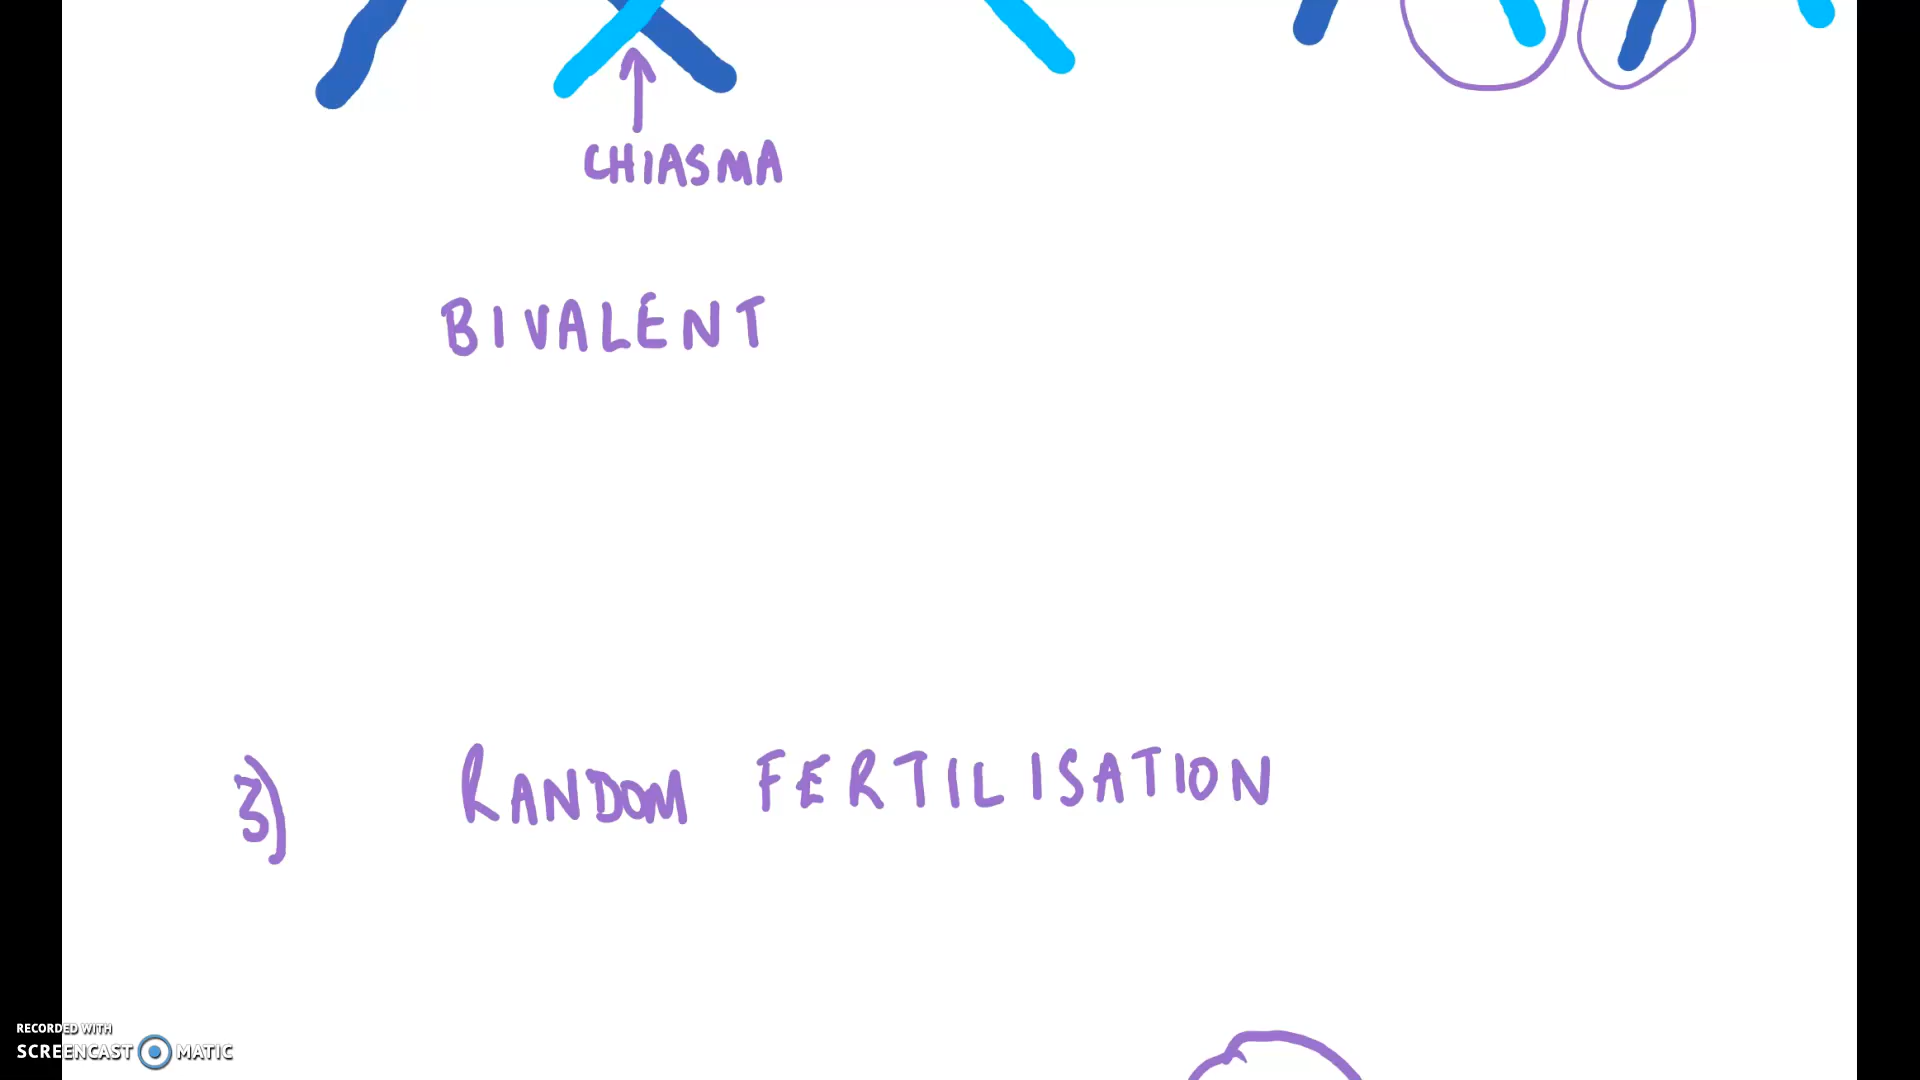 CHIASMA
BIVALENT
3) RANDOM FERTILISATION
RECORDED WITH
SCREENCAST MATIC